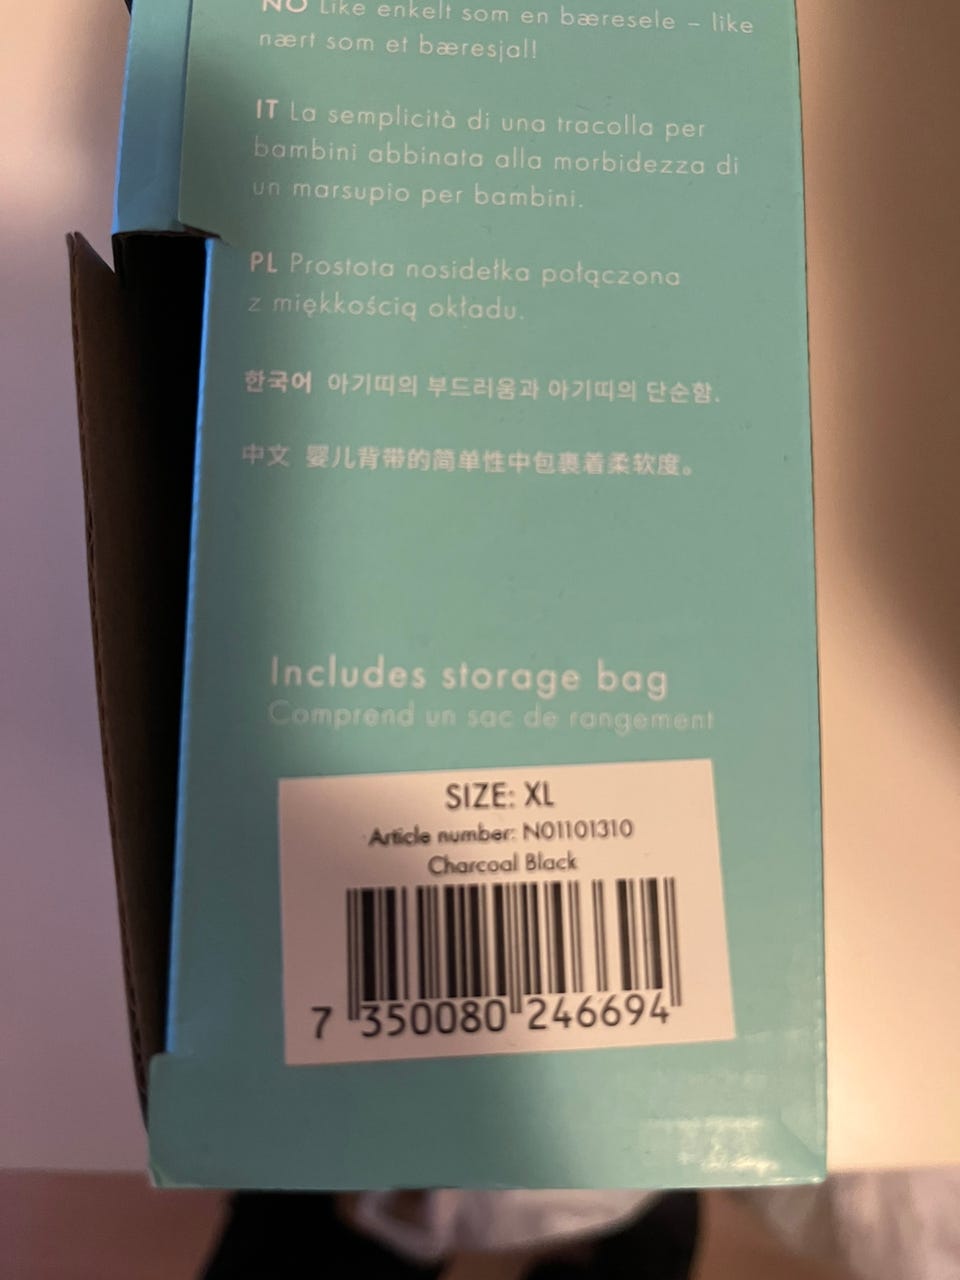 NO Like enkelt som en bæresele – like
nært som et bæresjal!
IT La semplicità di una tracolla per
bambini abbinata alla morbidezza di
un marsupio per bambini.
PL Prostota nosidełka połączona
z miękkością okładu.
한국어 아기띠의 부드러움과 아기띠의 단순함.
中文 婴儿背带的简单性中包裹着柔软度。
Includes storage bag
Comprend un sac de rangement
SIZE: XL
Article number: N01101310
Charcoal Black
7 350080 246694